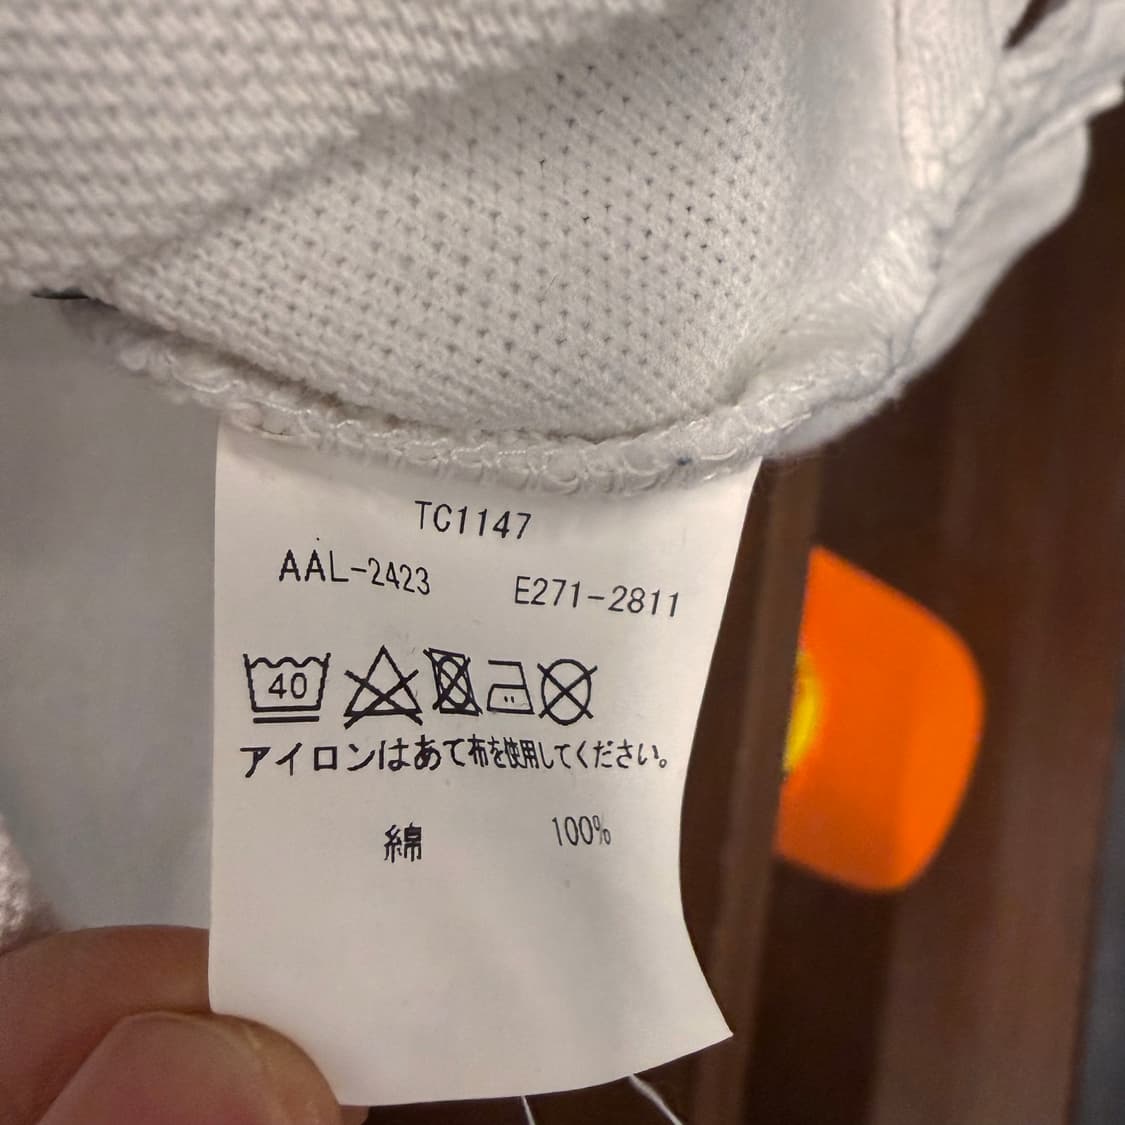 TC1147
AAL-2423 E271-2811
40
アイロンはあて布を使用してください。
綿 100%